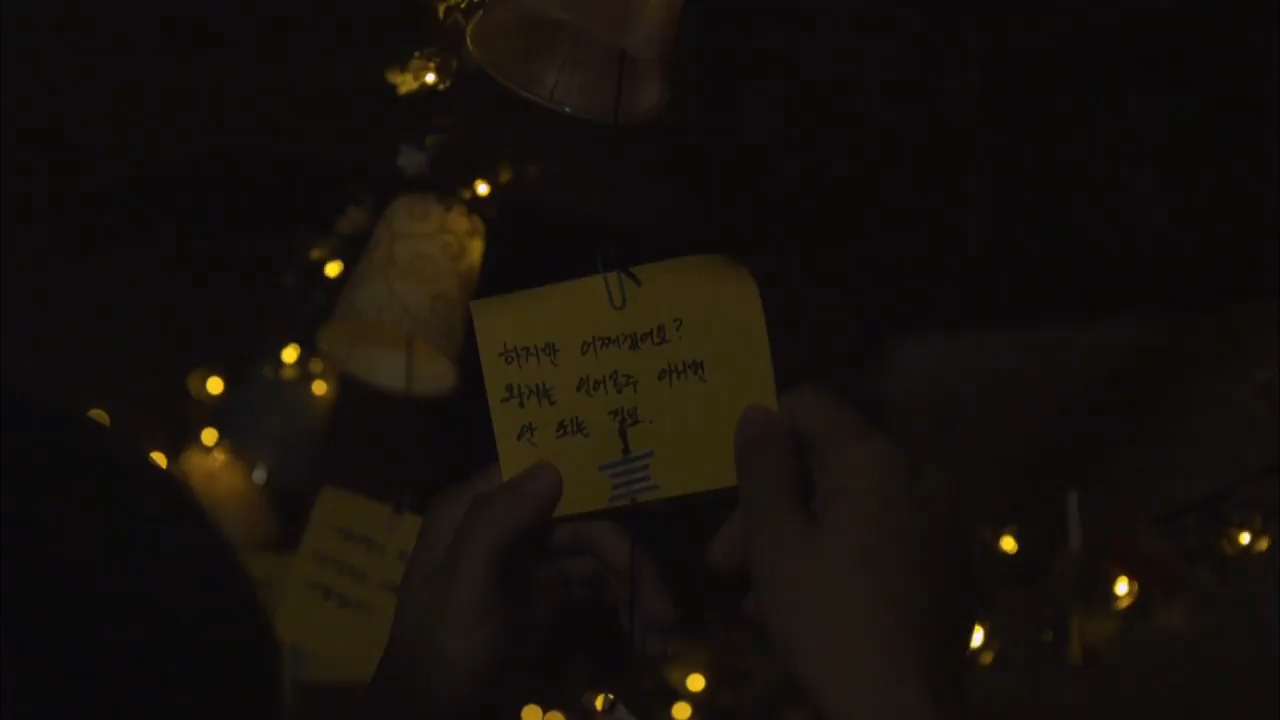 하지만 어쩌겠어요?
왕자는 인어공주 아니면
안 되는 걸요.